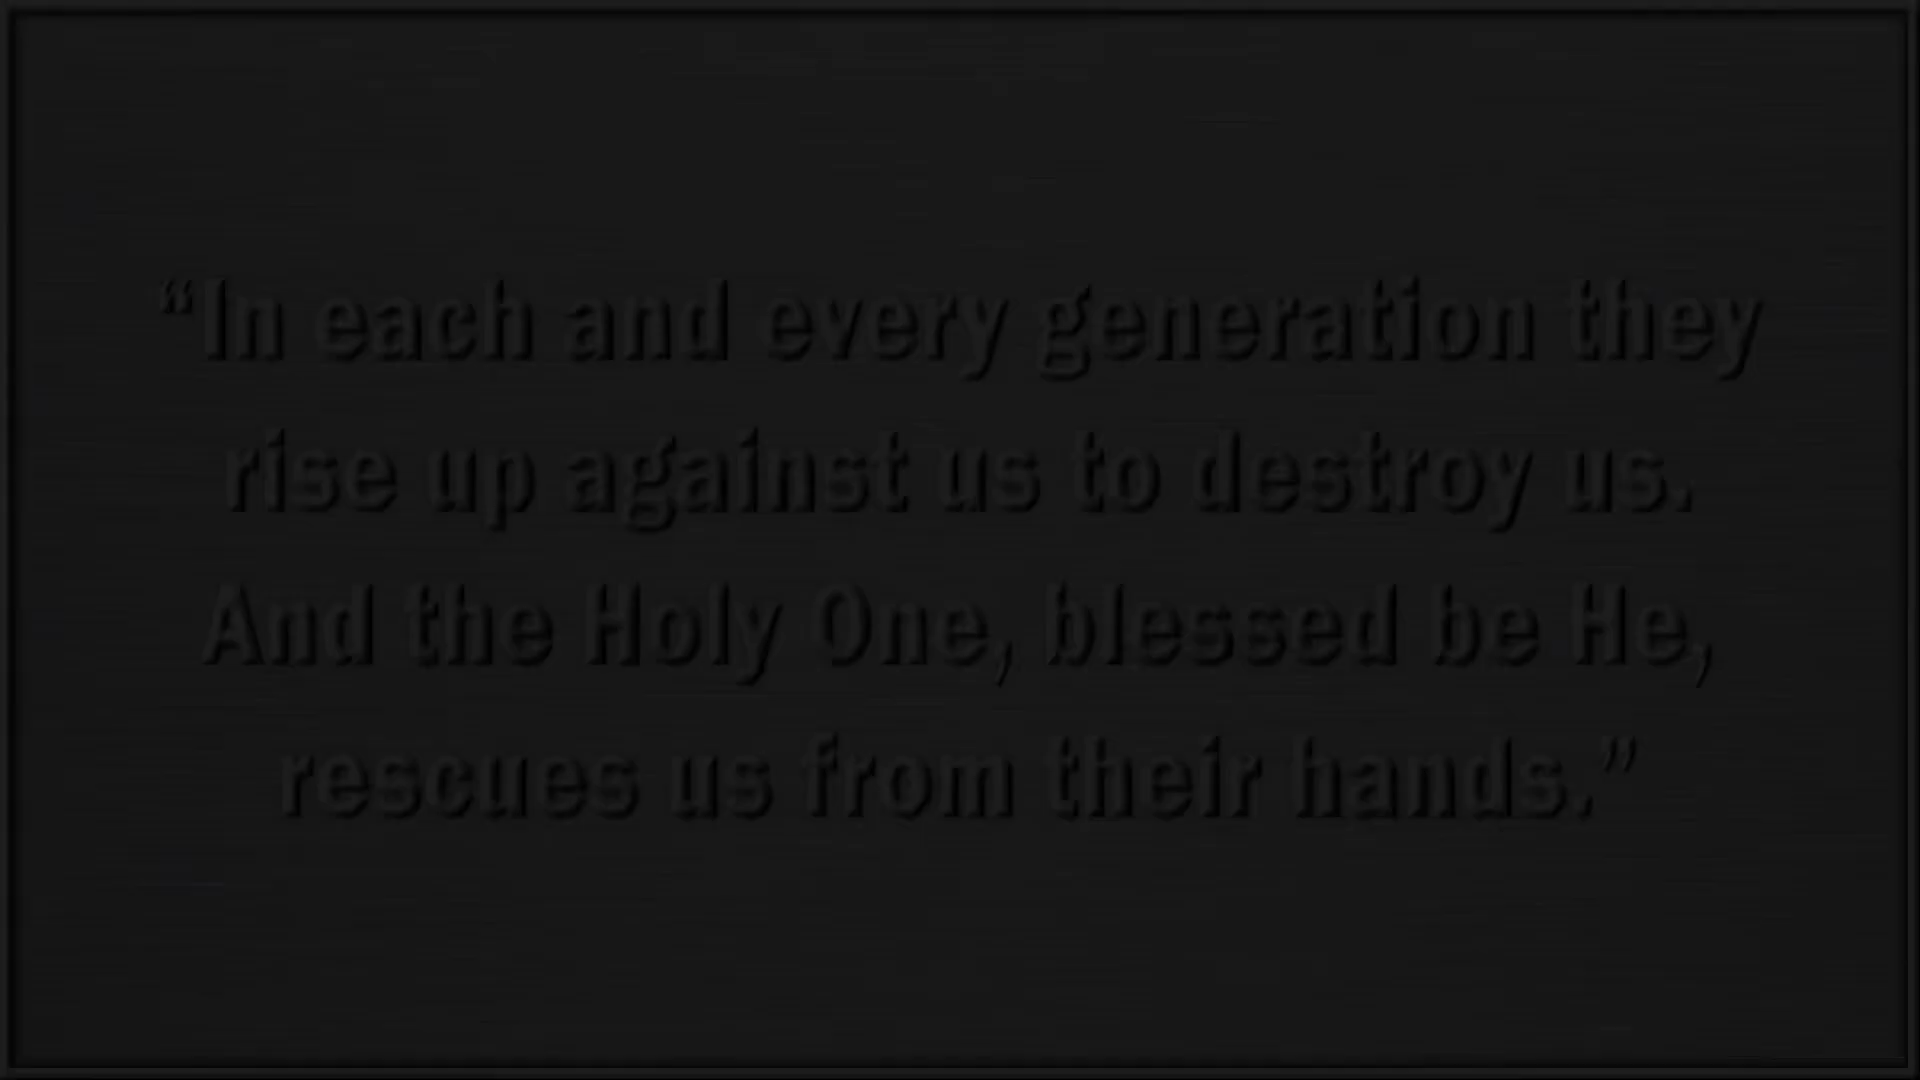 “In each and every generation they
rise up against us to destroy us.
And the Holy One, blessed be He,
rescues us from their hands.”